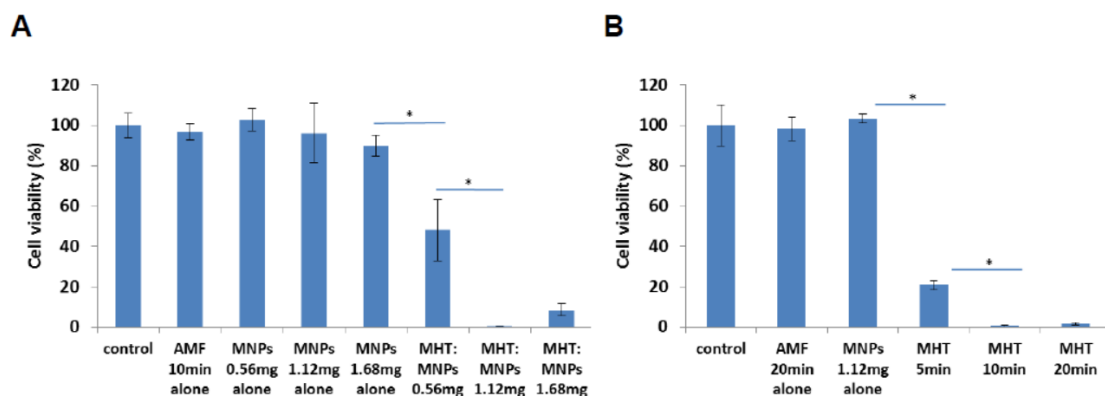 A
B
120
100
80
60
40
20
0
Cell viability (%)
*
*
control
AMF
10min
alone
MNPs
0.56mg
alone
MNPs
1.12mg
alone
MNPs
1.68mg
alone
MHT:
MNPs
0.56mg
MHT:
MNPs
1.12mg
MHT:
MNPs
1.68mg
120
100
80
60
40
20
0
Cell viability (%)
*
*
control
AMF
20min
alone
MNPs
1.12mg
alone
MHT
5min
MHT
10min
MHT
20min